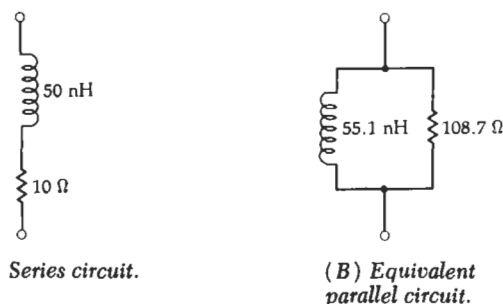 50 nH
10 Ω
Series circuit.
55.1 nH
108.7 Ω
(B) Equivalent
parallel circuit.